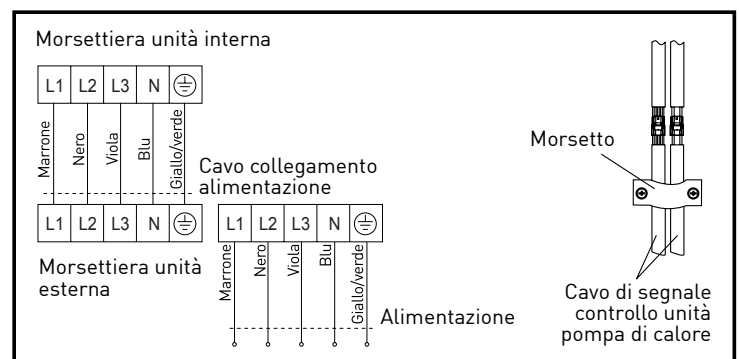 Morsettiera unità interna
L1 L2 L3 N
Marrone
Nero
Viola
Blu
Giallo/verde
Cavo collegamento
alimentazione
L1 L2 L3 N
Morsettiera unità
esterna
L1 L2 L3 N
Marrone
Nero
Viola
Blu
Giallo/verde
Alimentazione
Morsetto
Cavo di segnale
controllo unità
pompa di calore